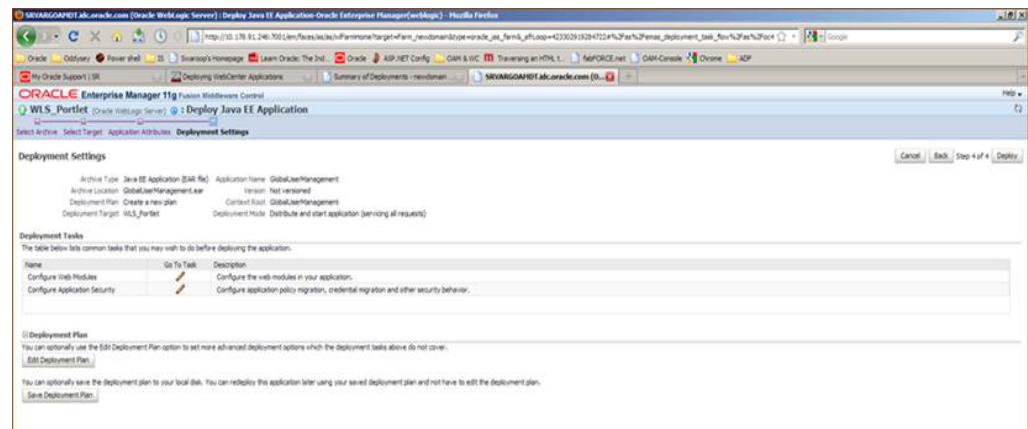 SRVARGOAMDT.idc.oracle.com (Oracle WebLogic Server) : Deploy Java EE Application-Oracle Enterprise Manager(weblogic) - Mozilla Firefox
Google
Oracle Oddysey Power shell IIS Swaroop's Homepage Learn Oracle: The Ind... Oracle ASP.NET Config OAM & WC Traversing an HTML t... fabFORCE.net OAM-Console Chrome ADF
My Oracle Support | SR Deploying WebCenter Applications Summary of Deployments - newdomain ... SRVARGOAMDT.idc.oracle.com (O...
ORACLE Enterprise Manager 11g Fusion Middleware Control Help
WLS_Portlet (Oracle WebLogic Server) : Deploy Java EE Application
Select Archive Select Target Application Attributes Deployment Settings
Deployment Settings Cancel Back Step 4 of 4 Deploy
Archive Type Java EE Application (EAR file) Application Name GlobalUserManagement
Archive Location GlobalUserManagement.ear Version Not versioned
Deployment Plan Create a new plan Context Root GlobalUserManagement
Deployment Target WLS_Portlet Deployment Mode Distribute and start application (servicing all requests)
Deployment Tasks
The table below lists common tasks that you may wish to do before deploying the application.
Name Go To Task Description
Configure Web Modules Configure the web modules in your application.
Configure Application Security Configure application policy migration, credential migration and other security behavior.
Deployment Plan
You can optionally use the Edit Deployment Plan option to set more advanced deployment options which the deployment tasks above do not cover.
Edit Deployment Plan
You can optionally save the deployment plan to your local disk. You can redeploy this application later using your saved deployment plan and not have to edit the deployment plan.
Save Deployment Plan